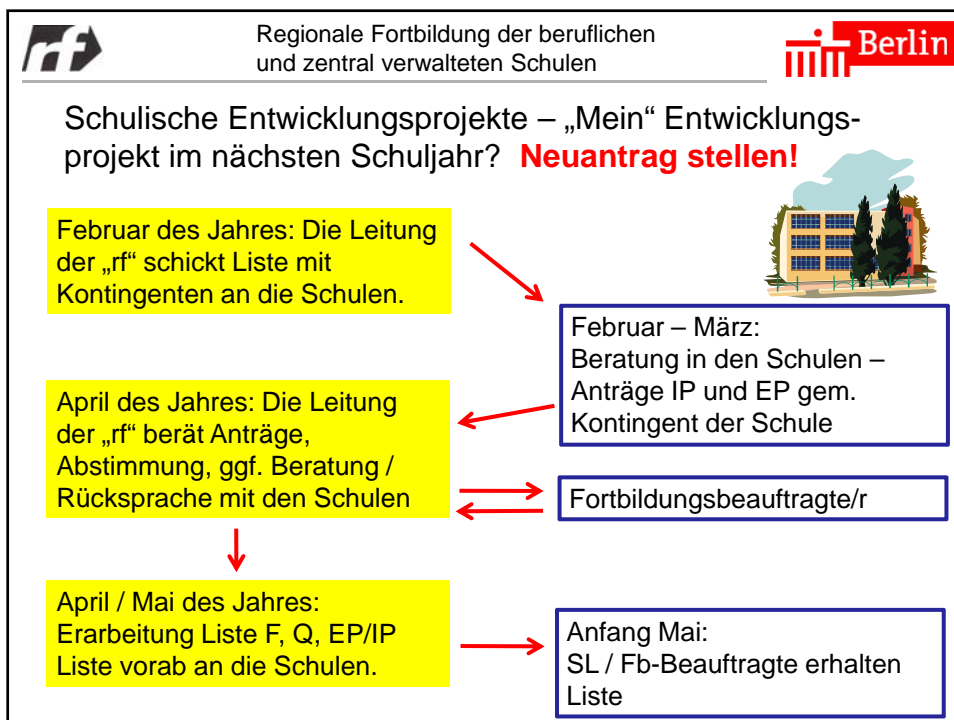 rf
Regionale Fortbildung der beruflichen
und zentral verwalteten Schulen
Berlin
Schulische Entwicklungsprojekte – „Mein“ Entwicklungs-
projekt im nächsten Schuljahr? Neuantrag stellen!
Februar des Jahres: Die Leitung
der „rf“ schickt Liste mit
Kontingenten an die Schulen.
Februar – März:
Beratung in den Schulen –
Anträge IP und EP gem.
Kontingent der Schule
April des Jahres: Die Leitung
der „rf“ berät Anträge,
Abstimmung, ggf. Beratung /
Rücksprache mit den Schulen
Fortbildungsbeauftragte/r
April / Mai des Jahres:
Erarbeitung Liste F, Q, EP/IP
Liste vorab an die Schulen.
Anfang Mai:
SL / Fb-Beauftragte erhalten
Liste